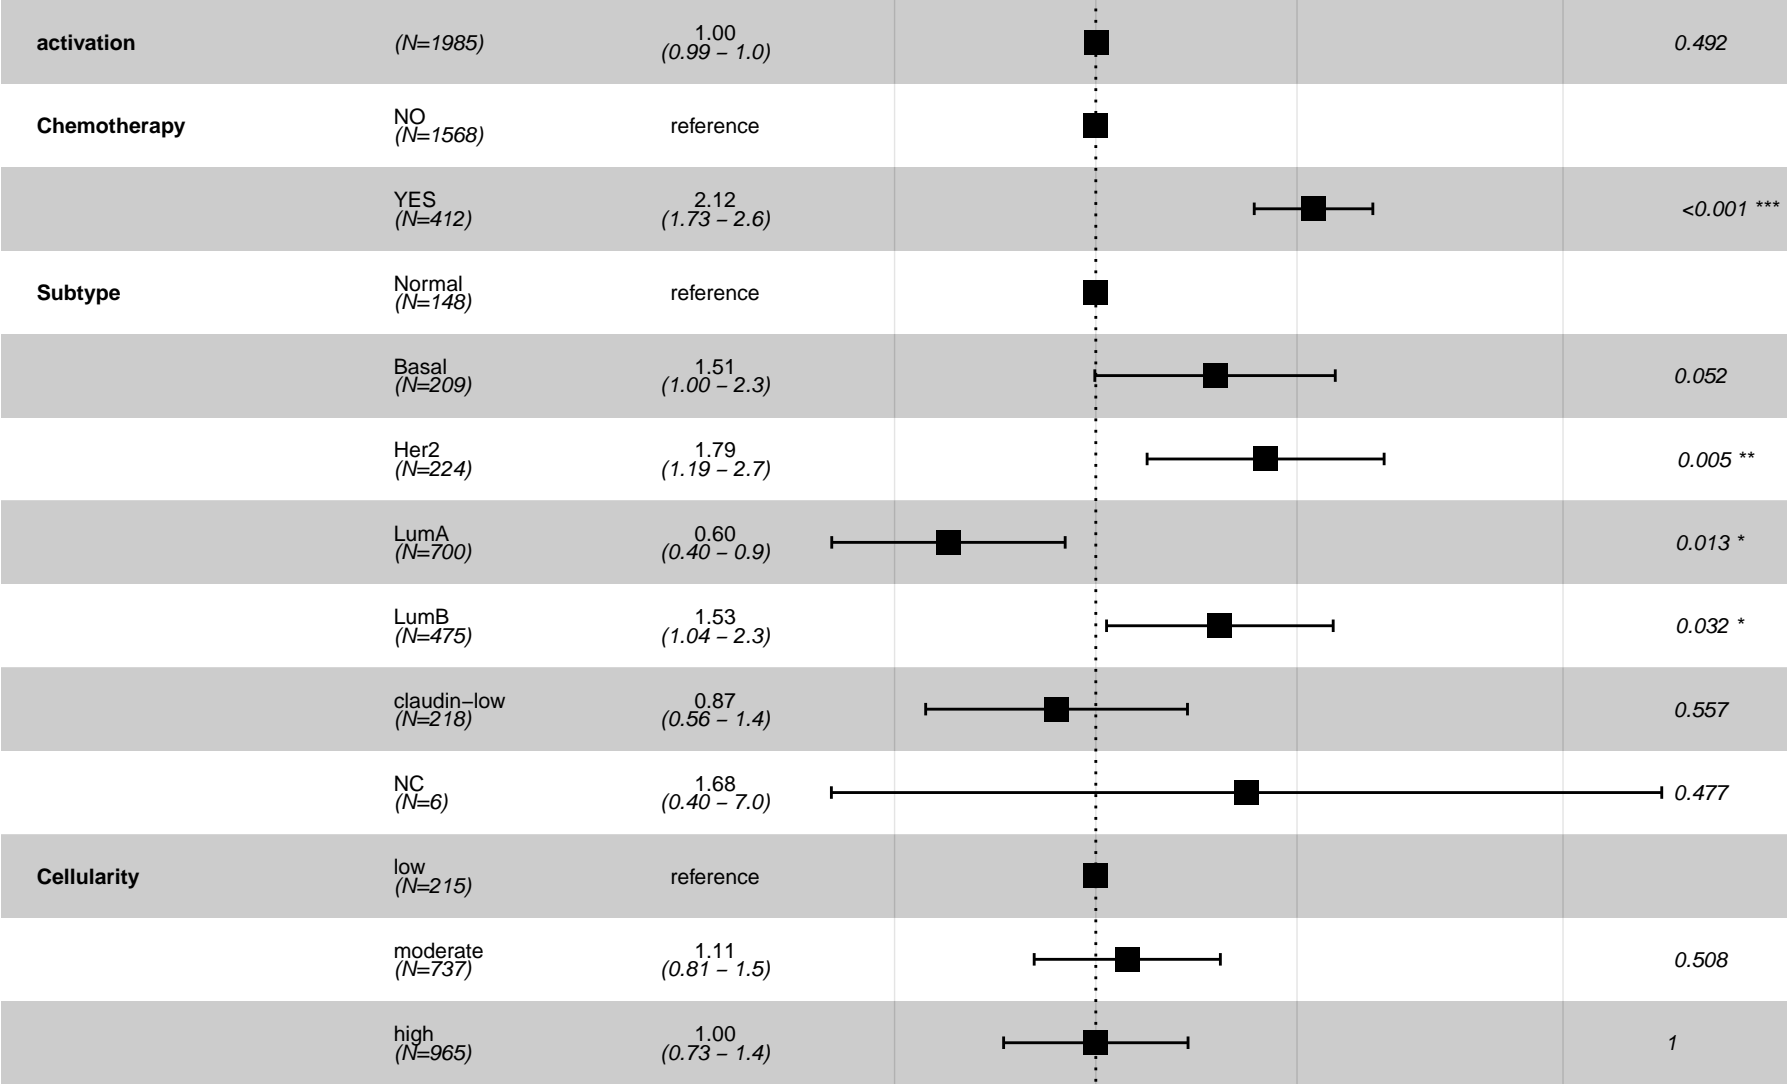 activation (N=1985) 1.00 0.492
(0.99 – 1.0)
Chemotherapy NO reference
(N=1568)
YES 2.12 <0.001 ***
(N=412) (1.73 – 2.6)
Subtype Normal reference
(N=148)
Basal 1.51 0.052
(N=209) (1.00 – 2.3)
Her2 1.79 0.005 **
(N=224) (1.19 – 2.7)
LumA 0.60 0.013 *
(N=700) (0.40 – 0.9)
LumB 1.53 0.032 *
(N=475) (1.04 – 2.3)
claudin–low 0.87 0.557
(N=218) (0.56 – 1.4)
NC 1.68 0.477
(N=6) (0.40 – 7.0)
Cellularity low reference
(N=215)
moderate 1.11 0.508
(N=737) (0.81 – 1.5)
high 1.00 1
(N=965) (0.73 – 1.4)